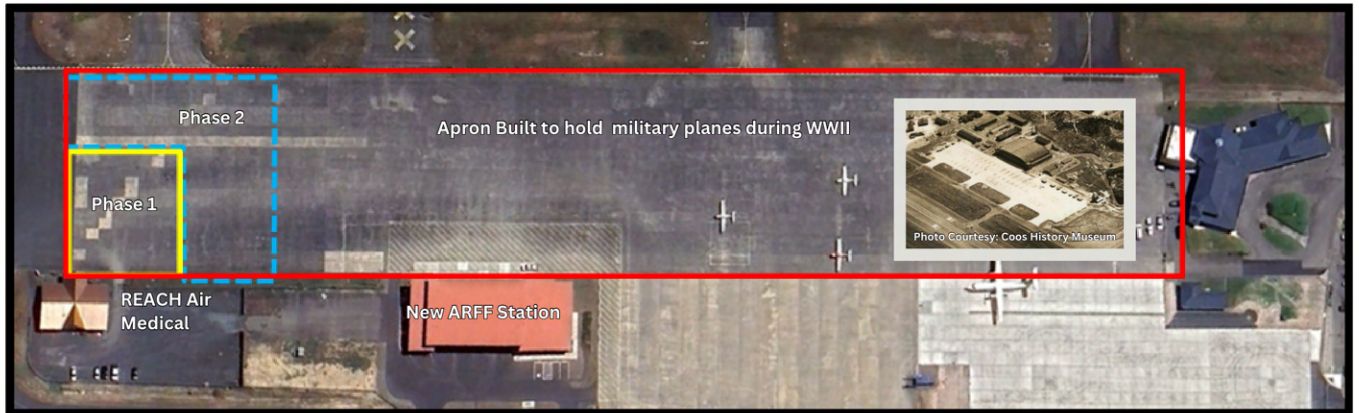 Phase 2
Apron Built to hold military planes during WWII
Phase 1
Photo Courtesy: Coos History Museum
REACH Air
Medical
New ARFF Station